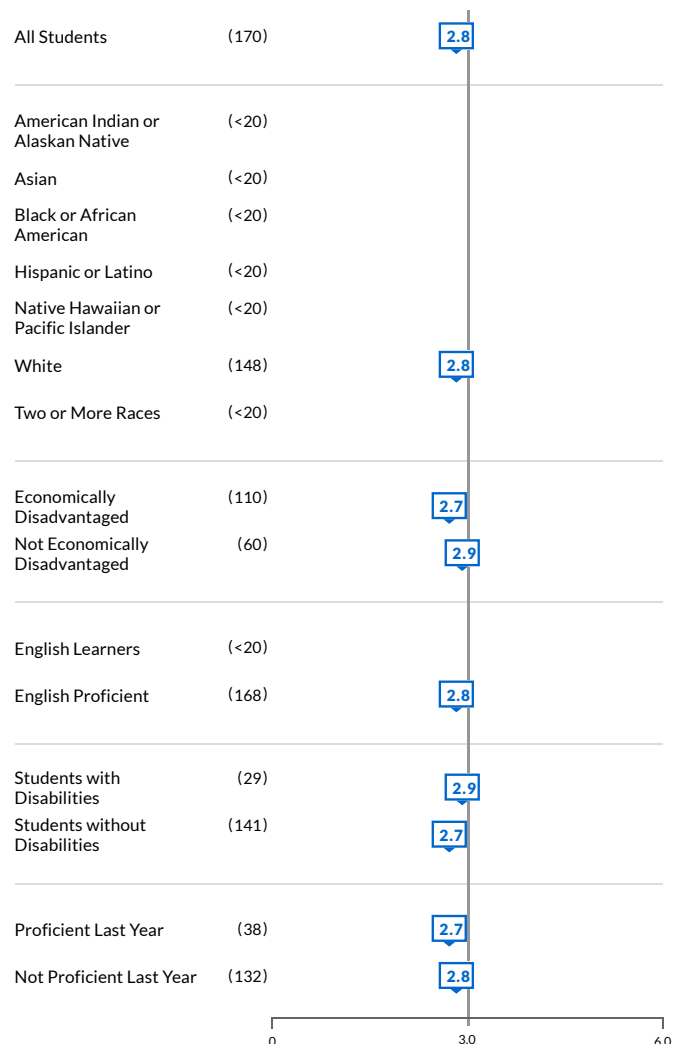 All Students (170) 2.8
American Indian or (<20)
Alaskan Native
Asian (<20)
Black or African (<20)
American
Hispanic or Latino (<20)
Native Hawaiian or (<20)
Pacific Islander
White (148) 2.8
Two or More Races (<20)
Economically (110) 2.7
Disadvantaged
Not Economically (60) 2.9
Disadvantaged
English Learners (<20)
English Proficient (168) 2.8
Students with (29) 2.9
Disabilities
Students without (141) 2.7
Disabilities
Proficient Last Year (38) 2.7
Not Proficient Last Year (132) 2.8
0 3.0 6.0